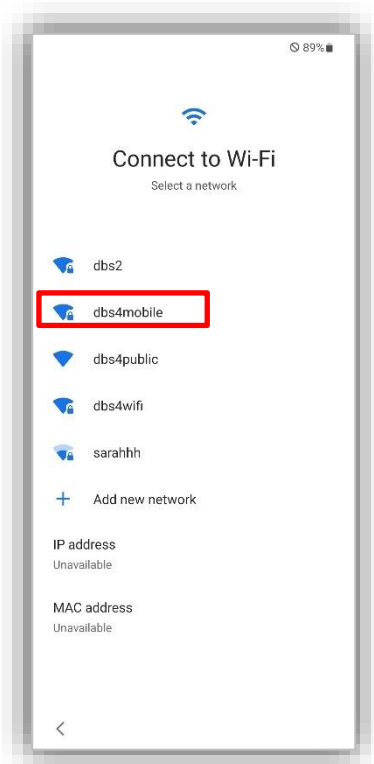 89%
Connect to Wi-Fi
Select a network
dbs2
dbs4mobile
dbs4public
dbs4wifi
sarahhh
Add new network
IP address
Unavailable
MAC address
Unavailable